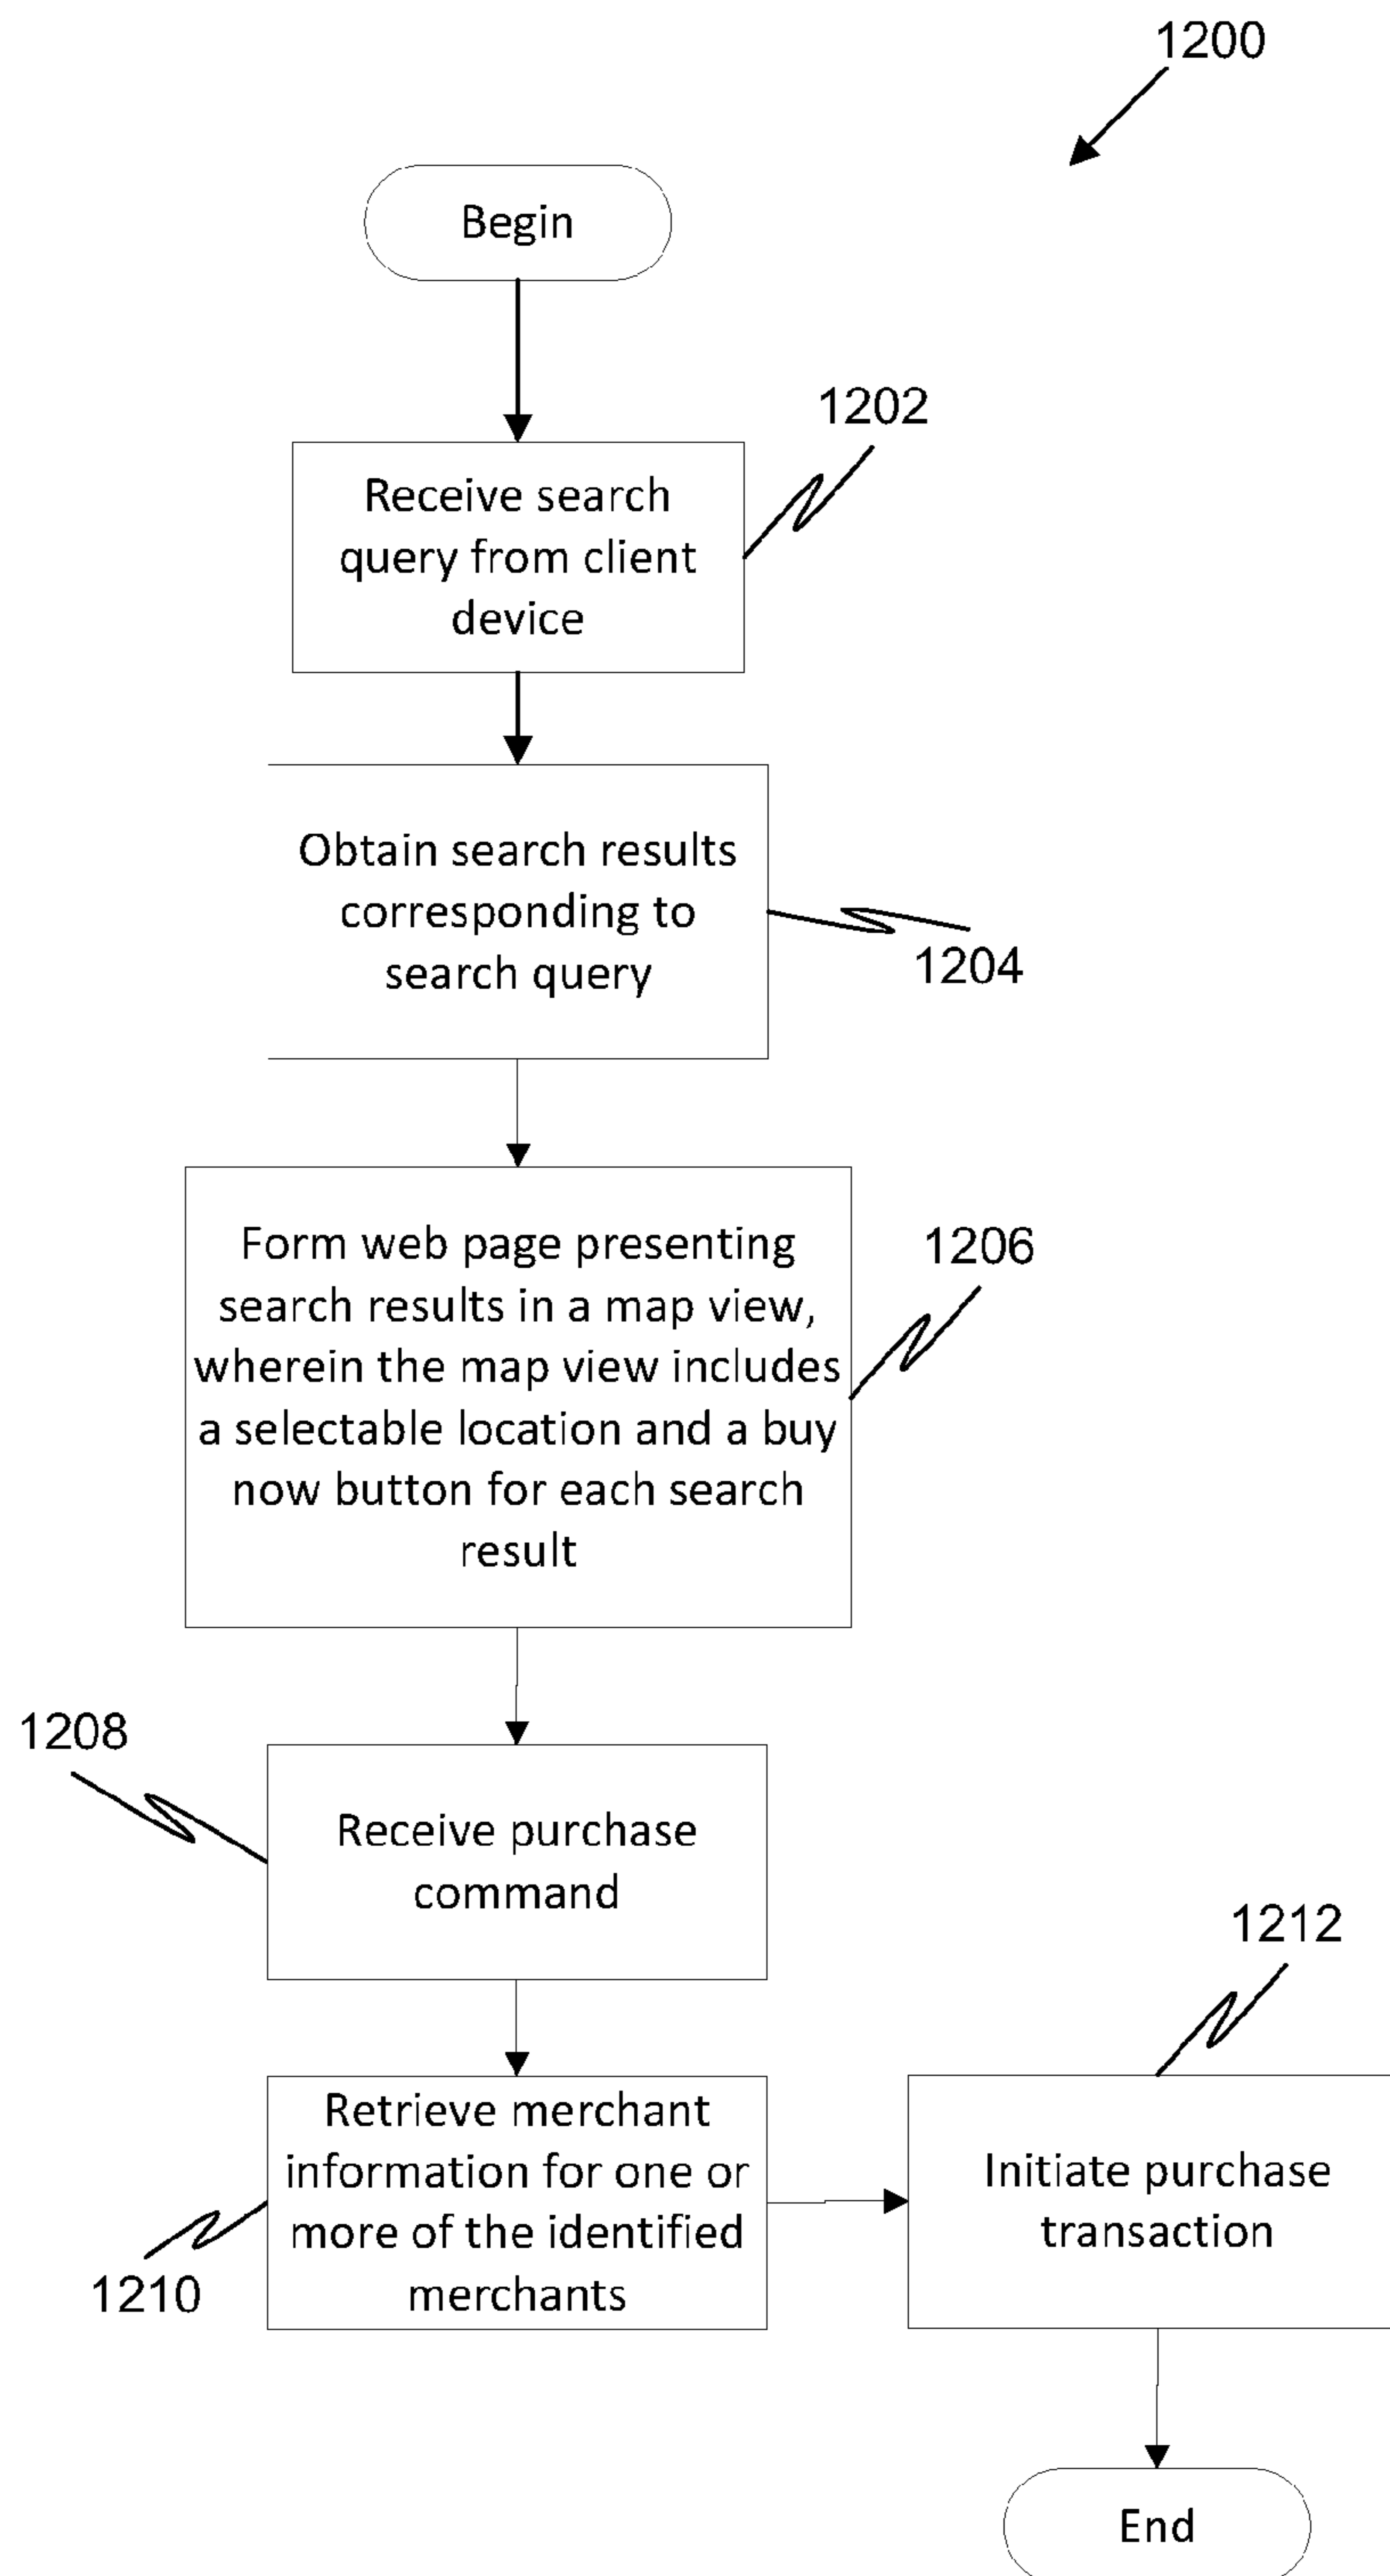 1200
Begin
1202
Receive search
query from client
device
Obtain search results
corresponding to
search query
1204
1206
Form web page presenting
search results in a map view,
wherein the map view includes
a selectable location and a buy
now button for each search
result
1208
Receive purchase
command
1212
Retrieve merchant
information for one or
more of the identified
merchants
1210
Initiate purchase
transaction
End